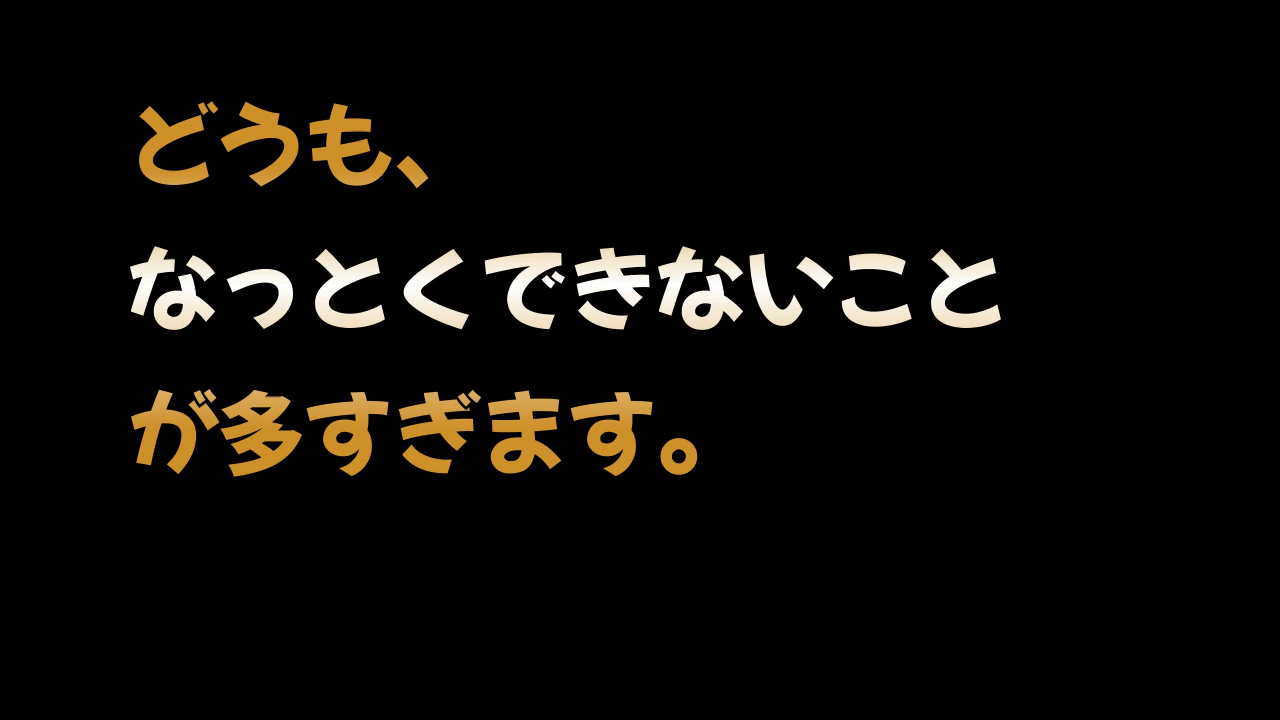 どうも、
なっとくできないこと
が多すぎます。